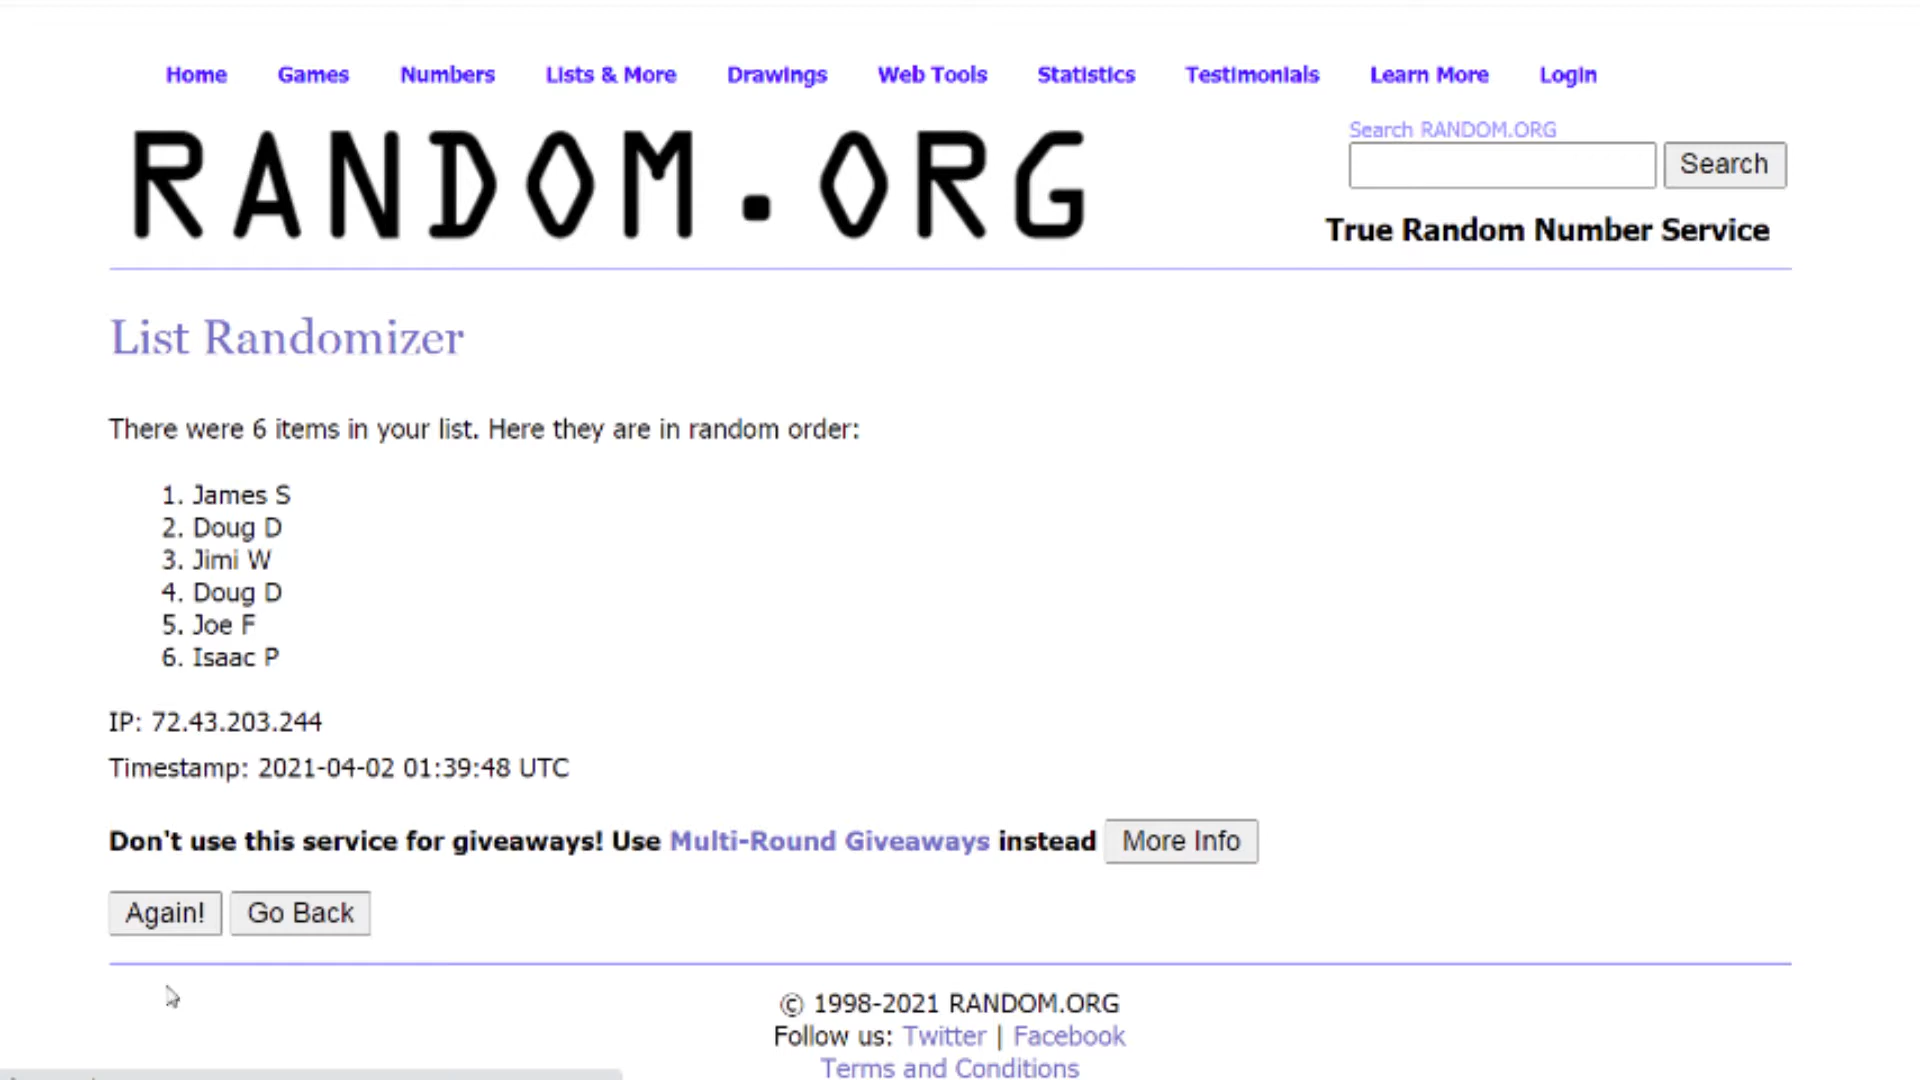 Home Games Numbers Lists & More Drawings Web Tools Statistics Testimonials Learn More Login
RANDOM.ORG
Search RANDOM.ORG
Search
True Random Number Service
List Randomizer
There were 6 items in your list. Here they are in random order:
1. James S
2. Doug D
3. Jimi W
4. Doug D
5. Joe F
6. Isaac P
IP: 72.43.203.244
Timestamp: 2021-04-02 01:39:48 UTC
Don't use this service for giveaways! Use Multi-Round Giveaways instead More Info
Again! Go Back
© 1998-2021 RANDOM.ORG
Follow us: Twitter | Facebook
Terms and Conditions